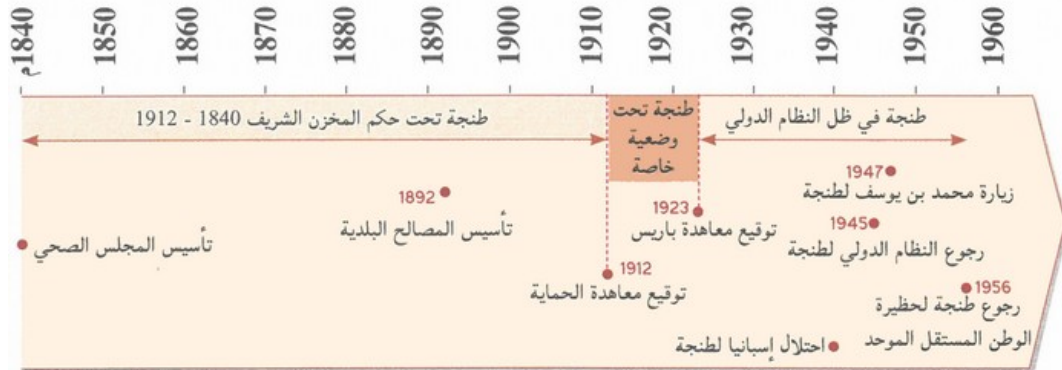 1840م 1850 1860 1870 1880 1890 1900 1910 1920 1930 1940 1950 1960
طنجة تحت حكم المخزن الشريف 1840 - 1912
طنجة تحت
وضعية
خاصة
طنجة في ظل النظام الدولي
1947
زيارة محمد بن يوسف لطنجة
1892
تأسيس المصالح البلدية
1923
توقيع معاهدة باريس
1945
رجوع النظام الدولي لطنجة
تأسيس المجلس الصحي
1912
توقيع معاهدة الحماية
1956
رجوع طنجة لحظيرة
الوطن المستقل الموحد
احتلال إسبانيا لطنجة